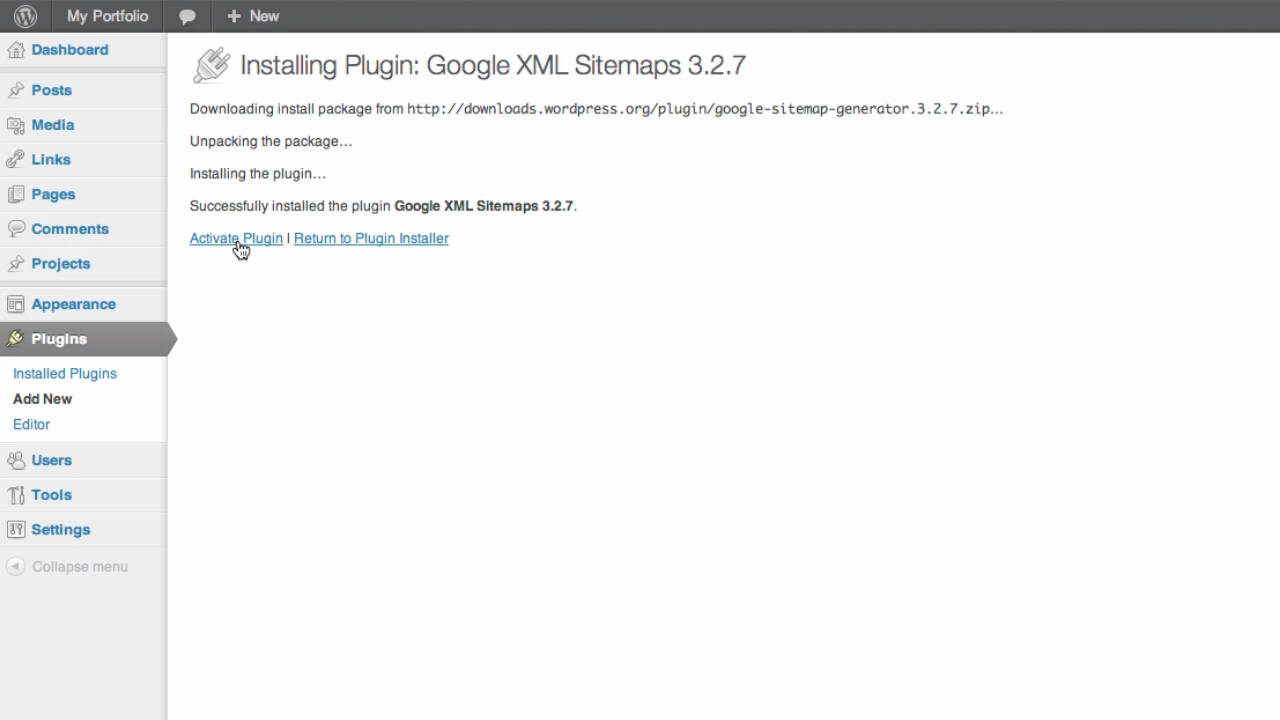 My Portfolio
New
Dashboard
Posts
Media
Links
Pages
Comments
Projects
Appearance
Plugins
Installed Plugins
Add New
Editor
Users
Tools
Settings
Collapse menu
Installing Plugin: Google XML Sitemaps 3.2.7
Downloading install package from http://downloads.wordpress.org/plugin/google-sitemap-generator.3.2.7.zip…
Unpacking the package…
Installing the plugin…
Successfully installed the plugin Google XML Sitemaps 3.2.7.
Activate Plugin | Return to Plugin Installer